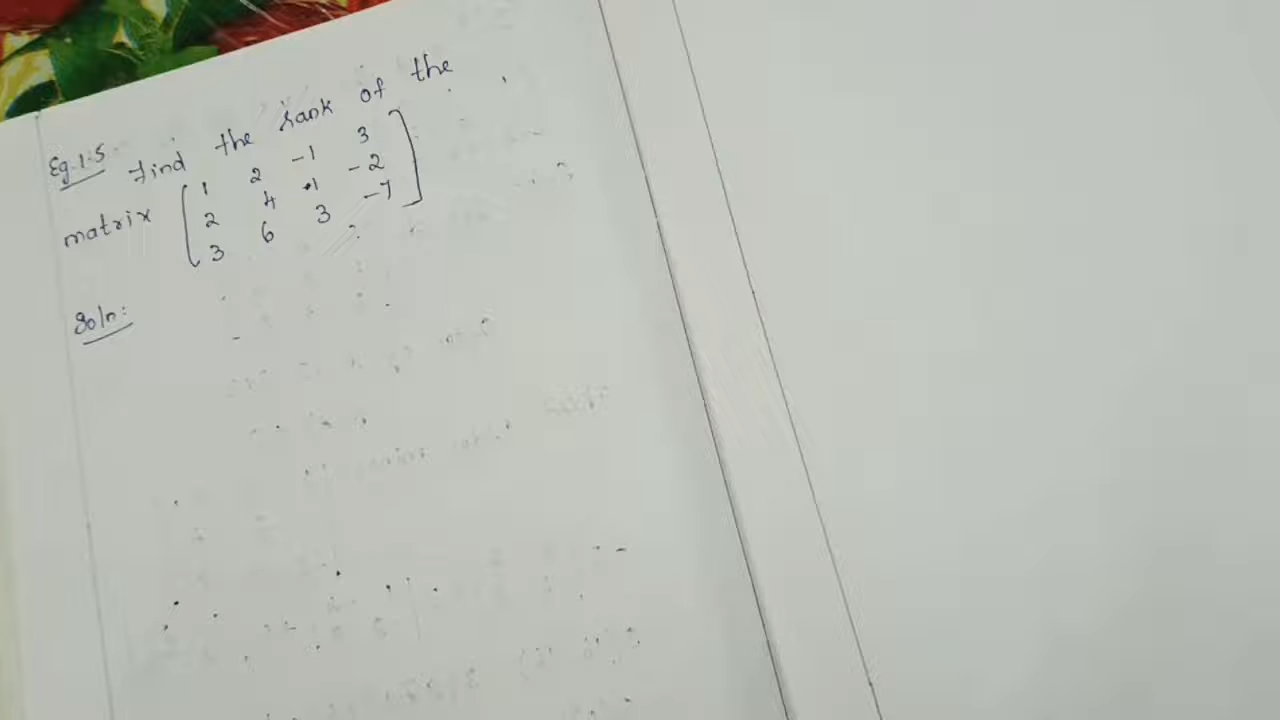 Eg.1.5 Find the rank of the
matrix [1 2 -1 3
2 4 1 -2
3 6 3 -7]
Soln: